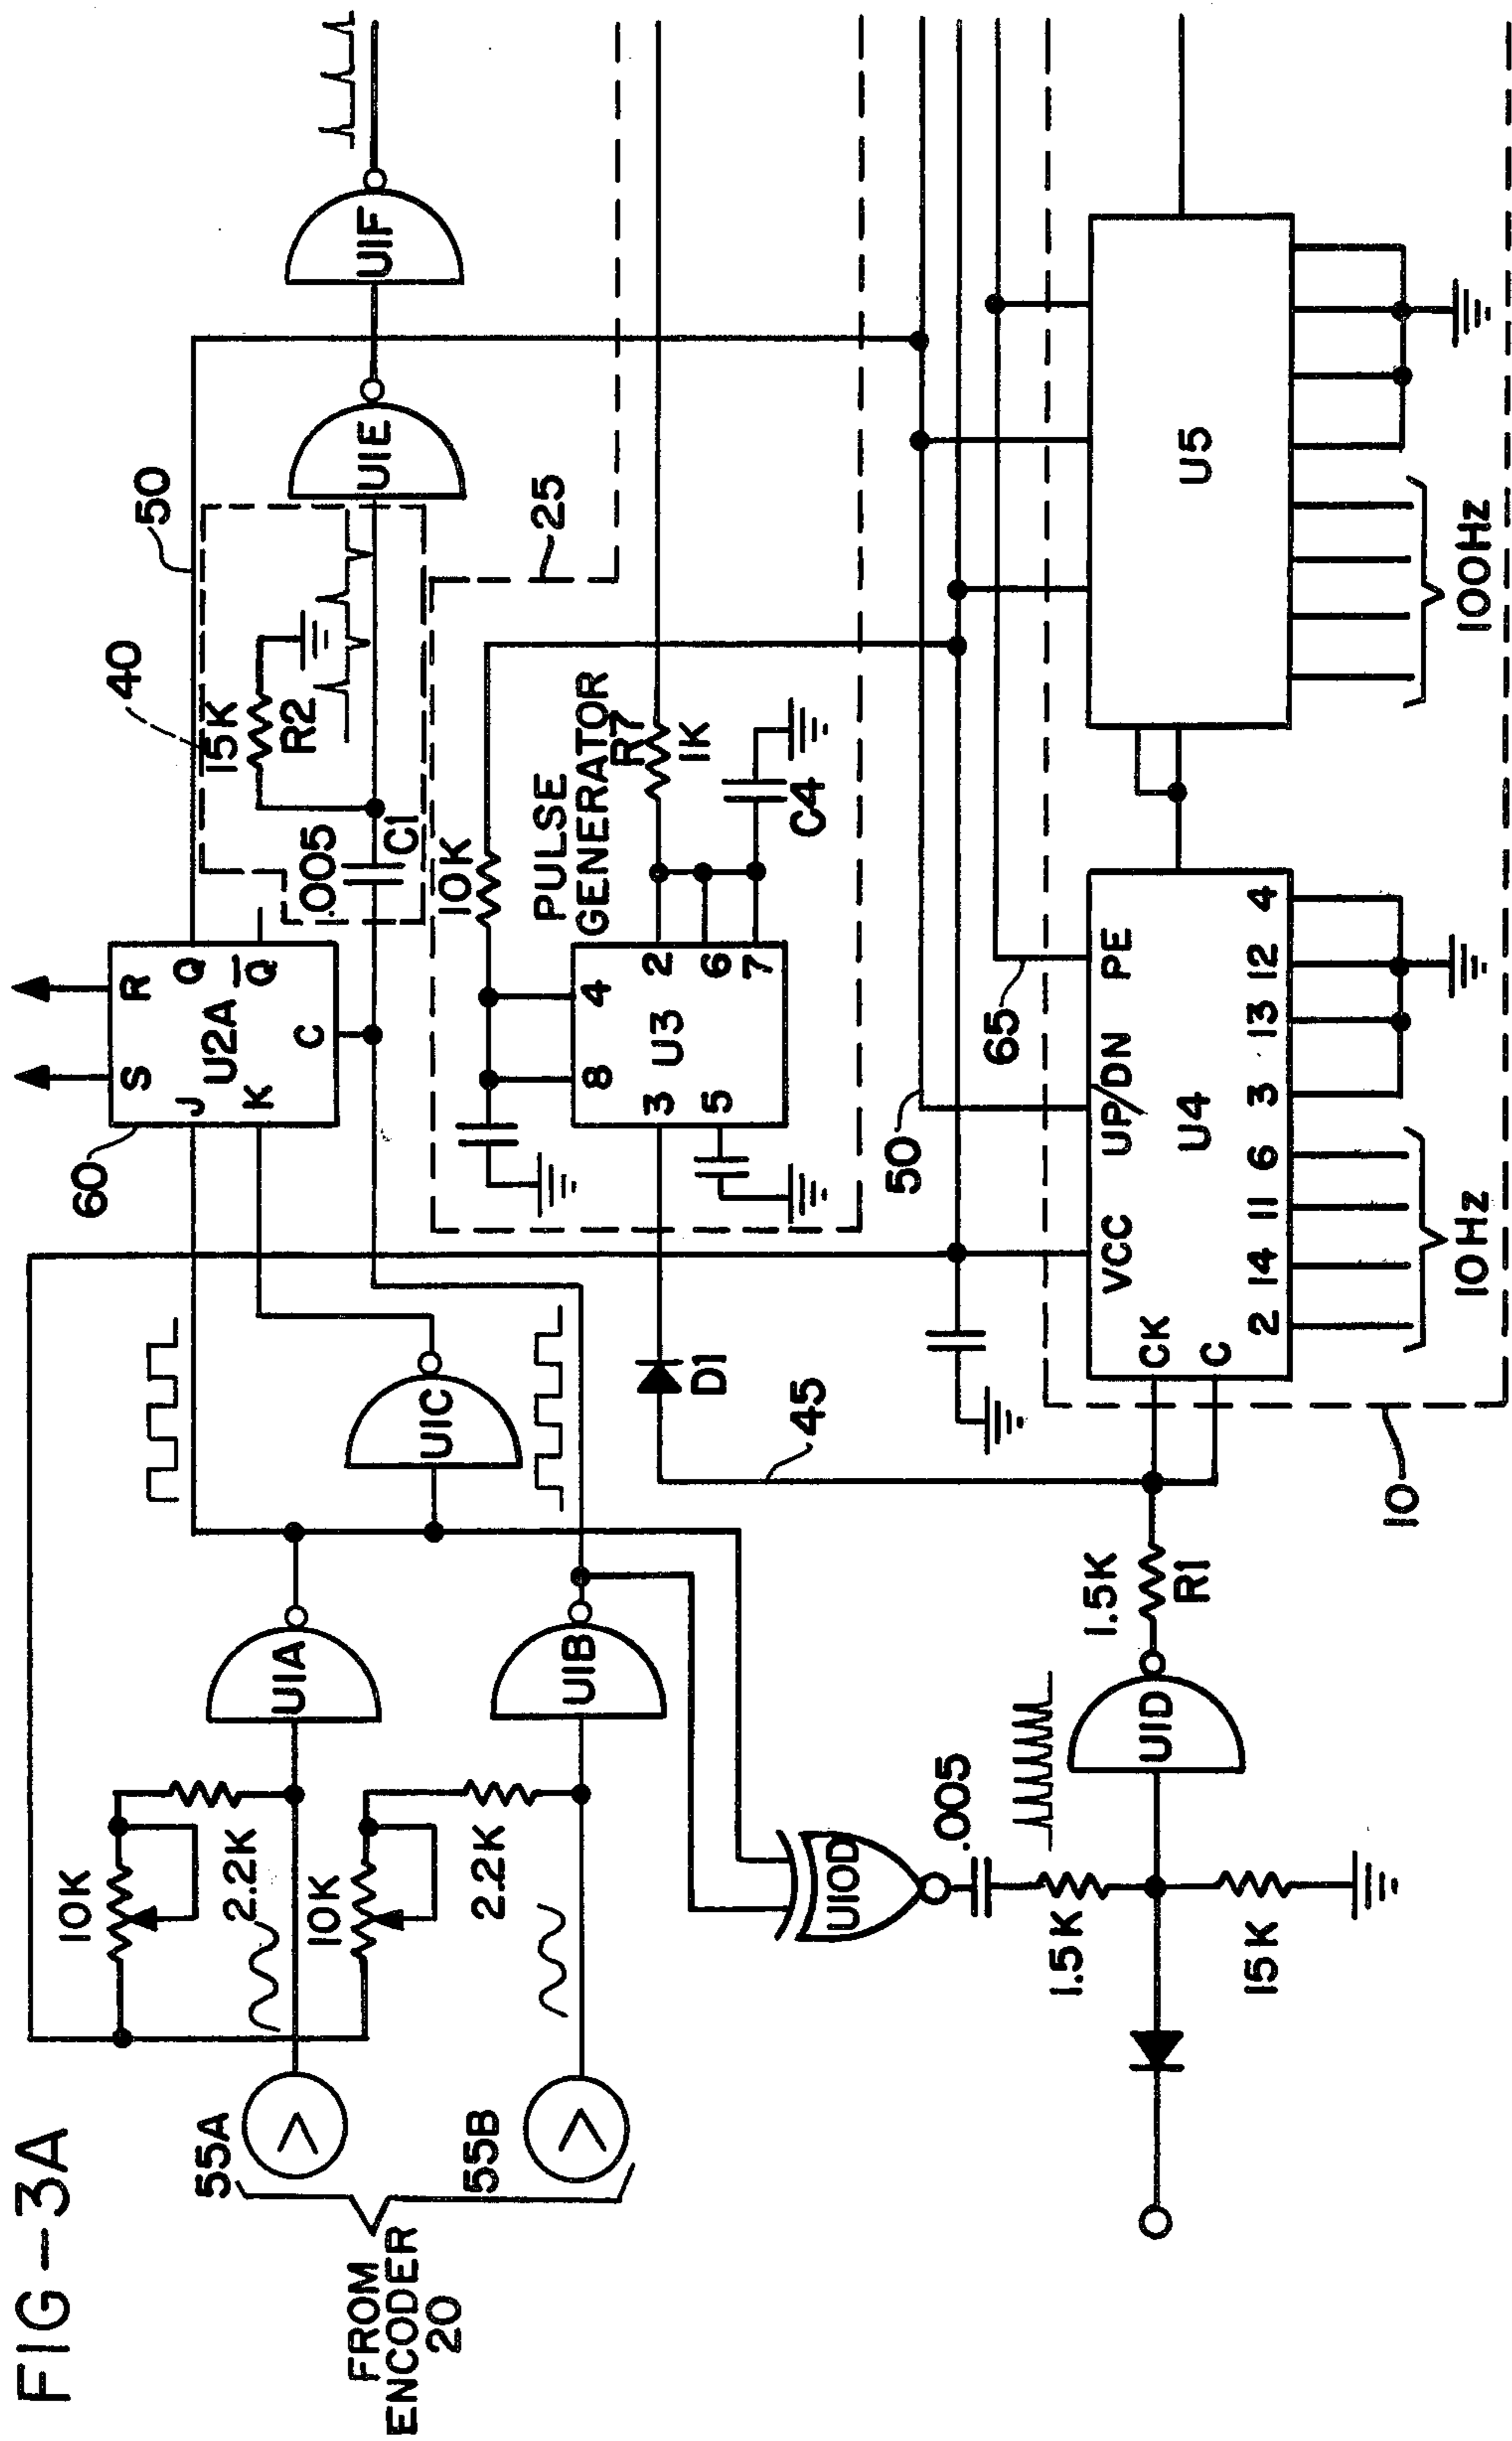 FIG-3A
FROM
ENCODER
20
55A
55B
10K
2.2K
10K
2.2K
UIA
UIB
UIC
60
S
R
J
Q
U2A
K
Q
C
50
40
15K
R2
.005
C1
UIE
UIF
25
10K
PULSE
GENERATOR
R7
1K
8
4
3
U3
2
5
6
7
C4
D1
45
50
65
UIOD
.005
1.5K
15K
UID
1.5K
R1
VCC
UP/DN
PE
CK
U4
C
2
14
11
6
3
13
12
4
10Hz
U5
100Hz
10